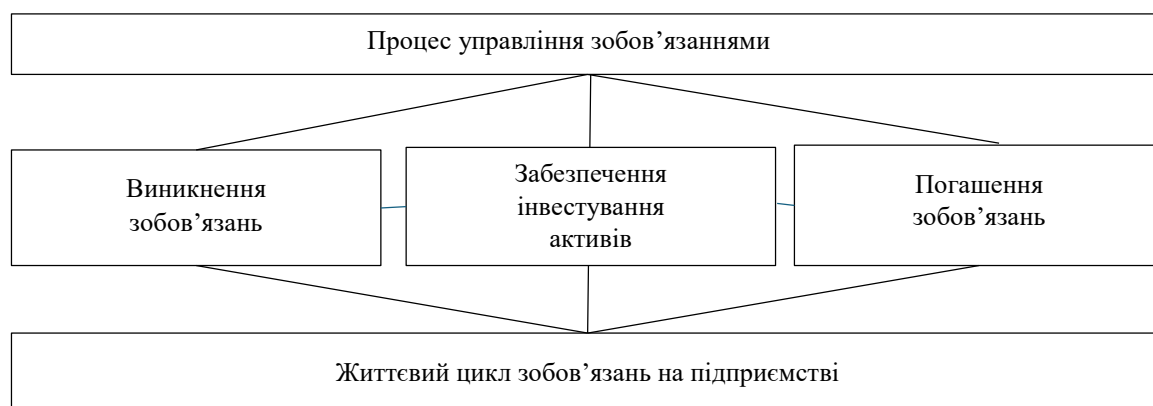 Процес управління зобов’язаннями
Виникнення
зобов’язань
Забезпечення
інвестування
активів
Погашення
зобов’язань
Життєвий цикл зобов’язань на підприємстві